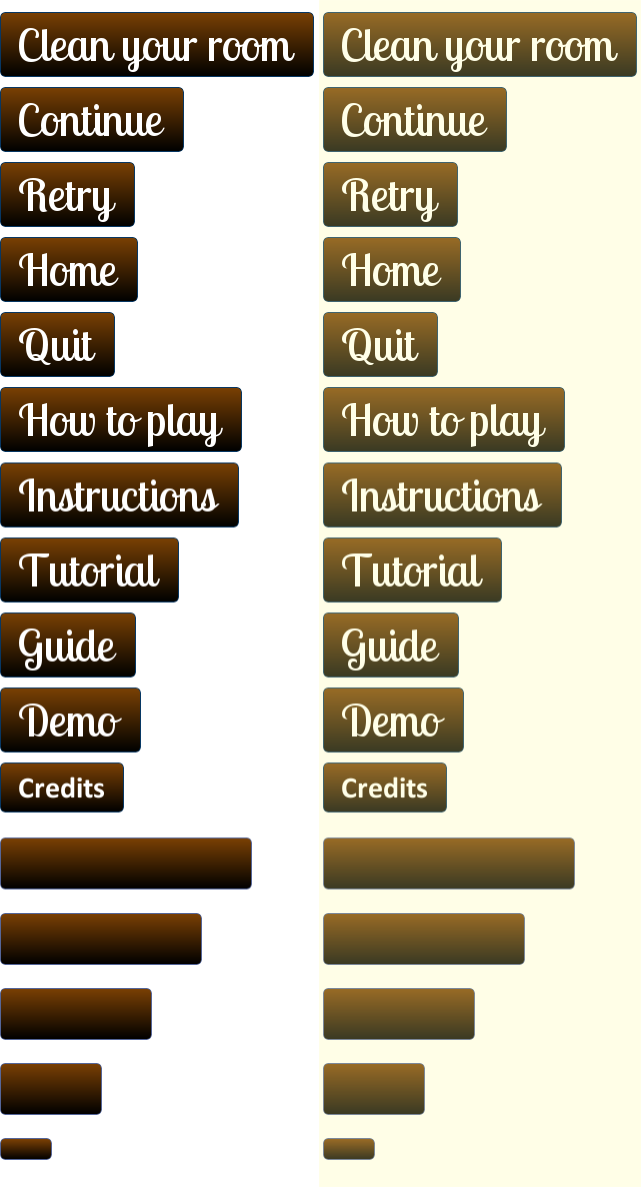 Clean your room Clean your room
Continue Continue
Retry Retry
Home Home
Quit Quit
How to play How to play
Instructions Instructions
Tutorial Tutorial
Guide Guide
Demo Demo
Credits Credits